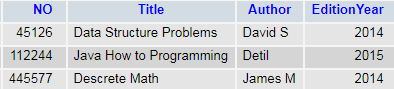 NO Title Author EditionYear
45126 Data Structure Problems David S 2014
112244 Java How to Programming Detil 2015
445577 Descrete Math James M 2014